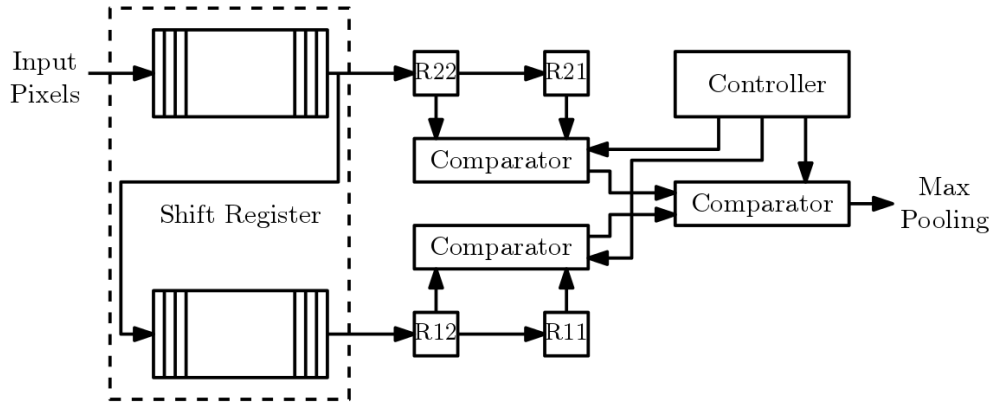 Input
Pixels
R22
R21
Controller
Comparator
Shift Register
Comparator
Max
Pooling
Comparator
R12
R11